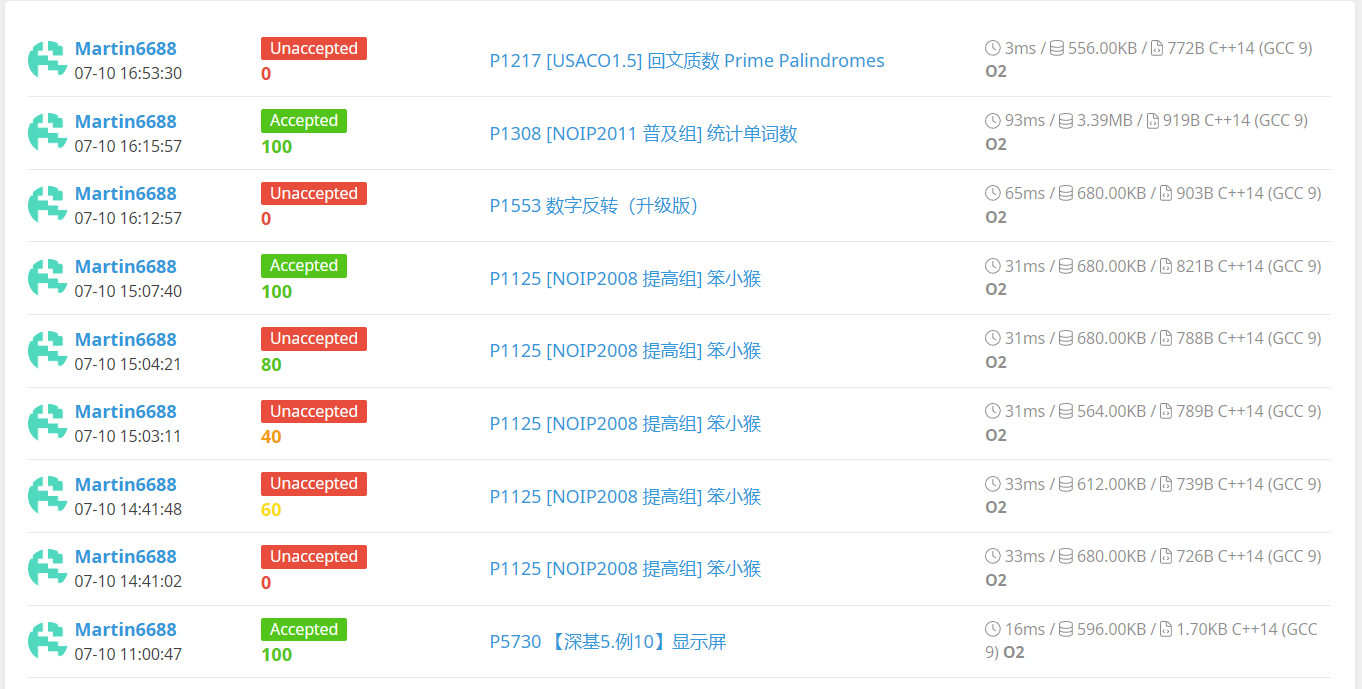 Martin6688
07-10 16:53:30
Unaccepted
0
P1217 [USACO1.5] 回文质数 Prime Palindromes
3ms / 556.00KB / 772B C++14 (GCC 9)
O2
Martin6688
07-10 16:15:57
Accepted
100
P1308 [NOIP2011 普及组] 统计单词数
93ms / 3.39MB / 919B C++14 (GCC 9)
O2
Martin6688
07-10 16:12:57
Unaccepted
0
P1553 数字反转（升级版）
65ms / 680.00KB / 903B C++14 (GCC 9)
O2
Martin6688
07-10 15:07:40
Accepted
100
P1125 [NOIP2008 提高组] 笨小猴
31ms / 680.00KB / 821B C++14 (GCC 9)
O2
Martin6688
07-10 15:04:21
Unaccepted
80
P1125 [NOIP2008 提高组] 笨小猴
31ms / 680.00KB / 788B C++14 (GCC 9)
O2
Martin6688
07-10 15:03:11
Unaccepted
40
P1125 [NOIP2008 提高组] 笨小猴
31ms / 564.00KB / 789B C++14 (GCC 9)
O2
Martin6688
07-10 14:41:48
Unaccepted
60
P1125 [NOIP2008 提高组] 笨小猴
33ms / 612.00KB / 739B C++14 (GCC 9)
O2
Martin6688
07-10 14:41:02
Unaccepted
0
P1125 [NOIP2008 提高组] 笨小猴
33ms / 680.00KB / 726B C++14 (GCC 9)
O2
Martin6688
07-10 11:00:47
Accepted
100
P5730 【深基5.例10】显示屏
16ms / 596.00KB / 1.70KB C++14 (GCC
9) O2